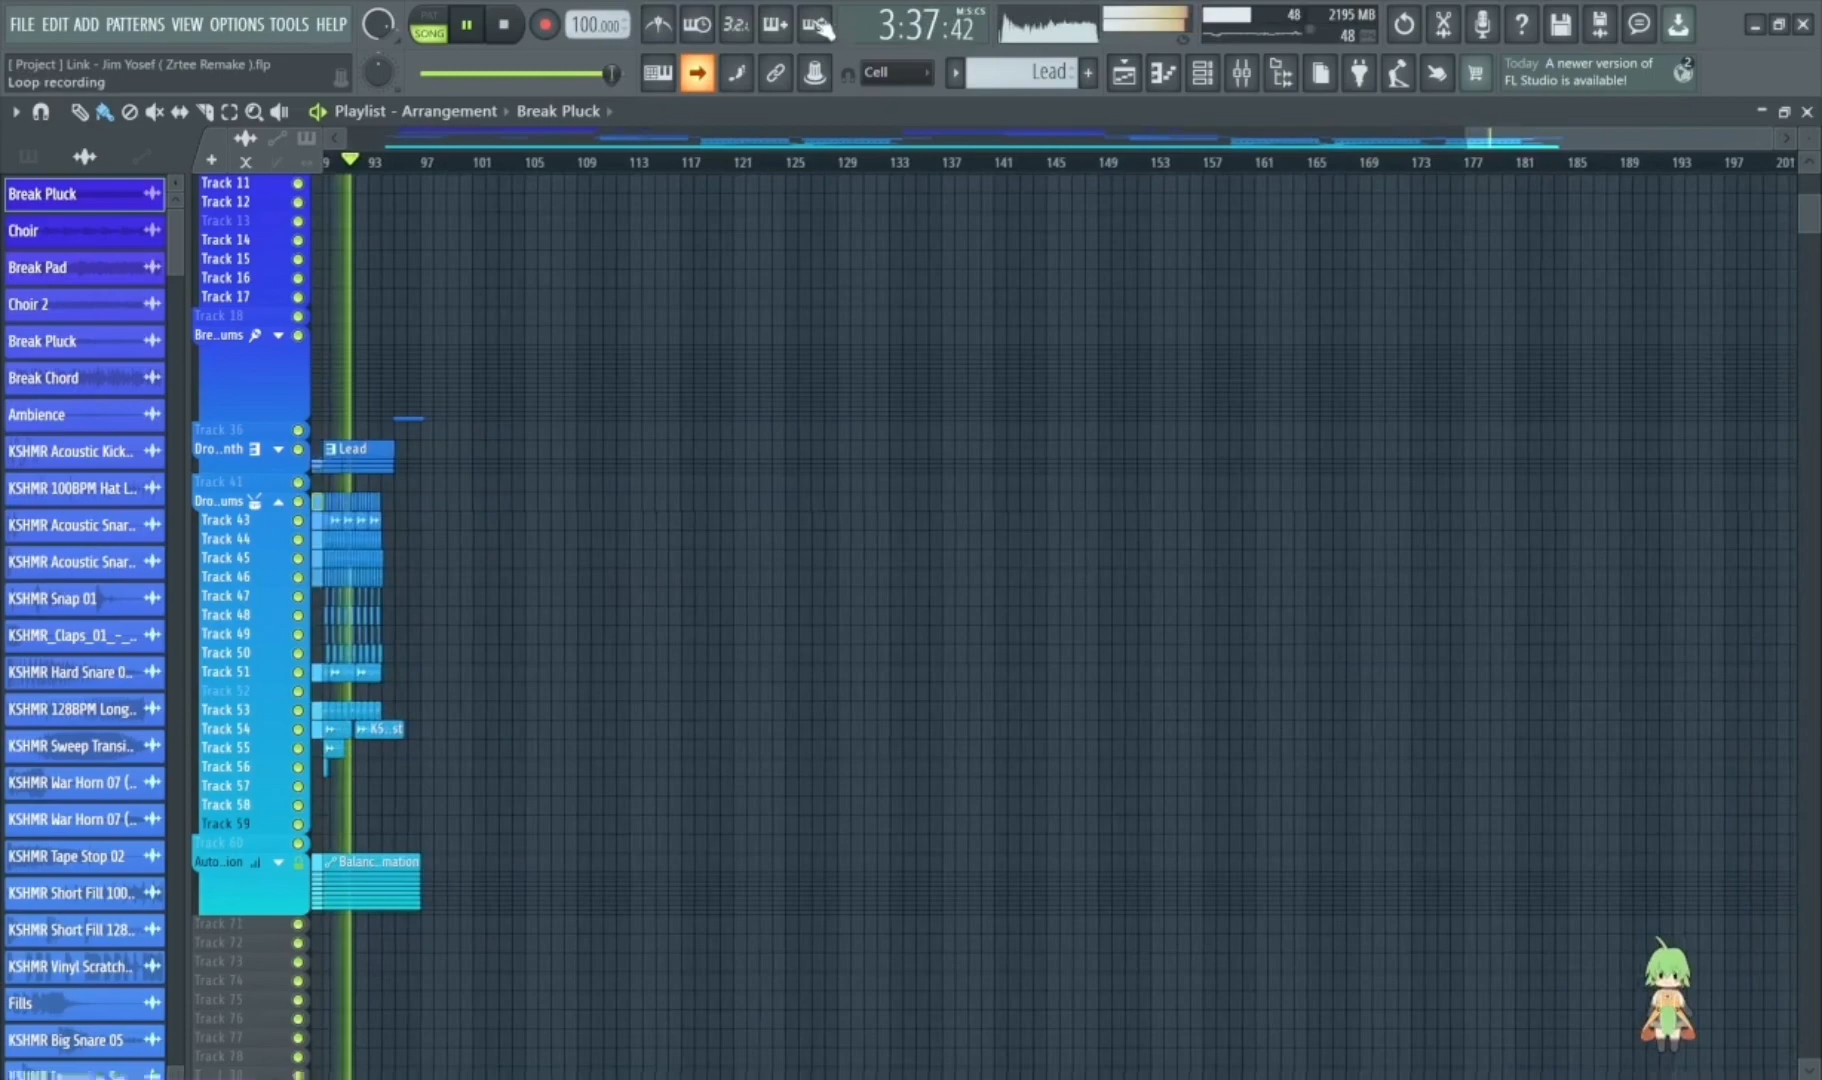 FILE EDIT ADD PATTERNS VIEW OPTIONS TOOLS HELP
PAT
SONG
100.000
3:37:42
M:S:CS
48
2195 MB
48
[ Project ] Link - Jim Yosef ( Zrtee Remake ).flp
Loop recording
Cell
Lead
Today A newer version of
FL Studio is available!
2
Playlist - Arrangement › Break Pluck ›
93 97 101 105 109 113 117 121 125 129 133 137 141 145 149 153 157 161 165 169 173 177 181 185 189 193 197 201
Break Pluck
Choir
Break Pad
Choir 2
Break Pluck
Break Chord
Ambience
KSHMR Acoustic Kick..
KSHMR 100BPM Hat L..
KSHMR Acoustic Snar..
KSHMR Acoustic Snar..
KSHMR Snap 01
KSHMR_Claps_01_-_..
KSHMR Hard Snare 0..
KSHMR 128BPM Long..
KSHMR Sweep Transi..
KSHMR War Horn 07 (..
KSHMR War Horn 07 (..
KSHMR Tape Stop 02
KSHMR Short Fill 100..
KSHMR Short Fill 128..
KSHMR Vinyl Scratch..
Fills
KSHMR Big Snare 05
Track 11
Track 12
Track 13
Track 14
Track 15
Track 16
Track 17
Track 18
Bre..ums
Track 36
Dro..nth
Lead
Track 41
Dro..ums
Track 43
Track 44
Track 45
Track 46
Track 47
Track 48
Track 49
Track 50
Track 51
Track 52
Track 53
Track 54
KS..st
Track 55
Track 56
Track 57
Track 58
Track 59
Track 60
Auto..ion
Balanc..mation
Track 71
Track 72
Track 73
Track 74
Track 75
Track 76
Track 77
Track 78